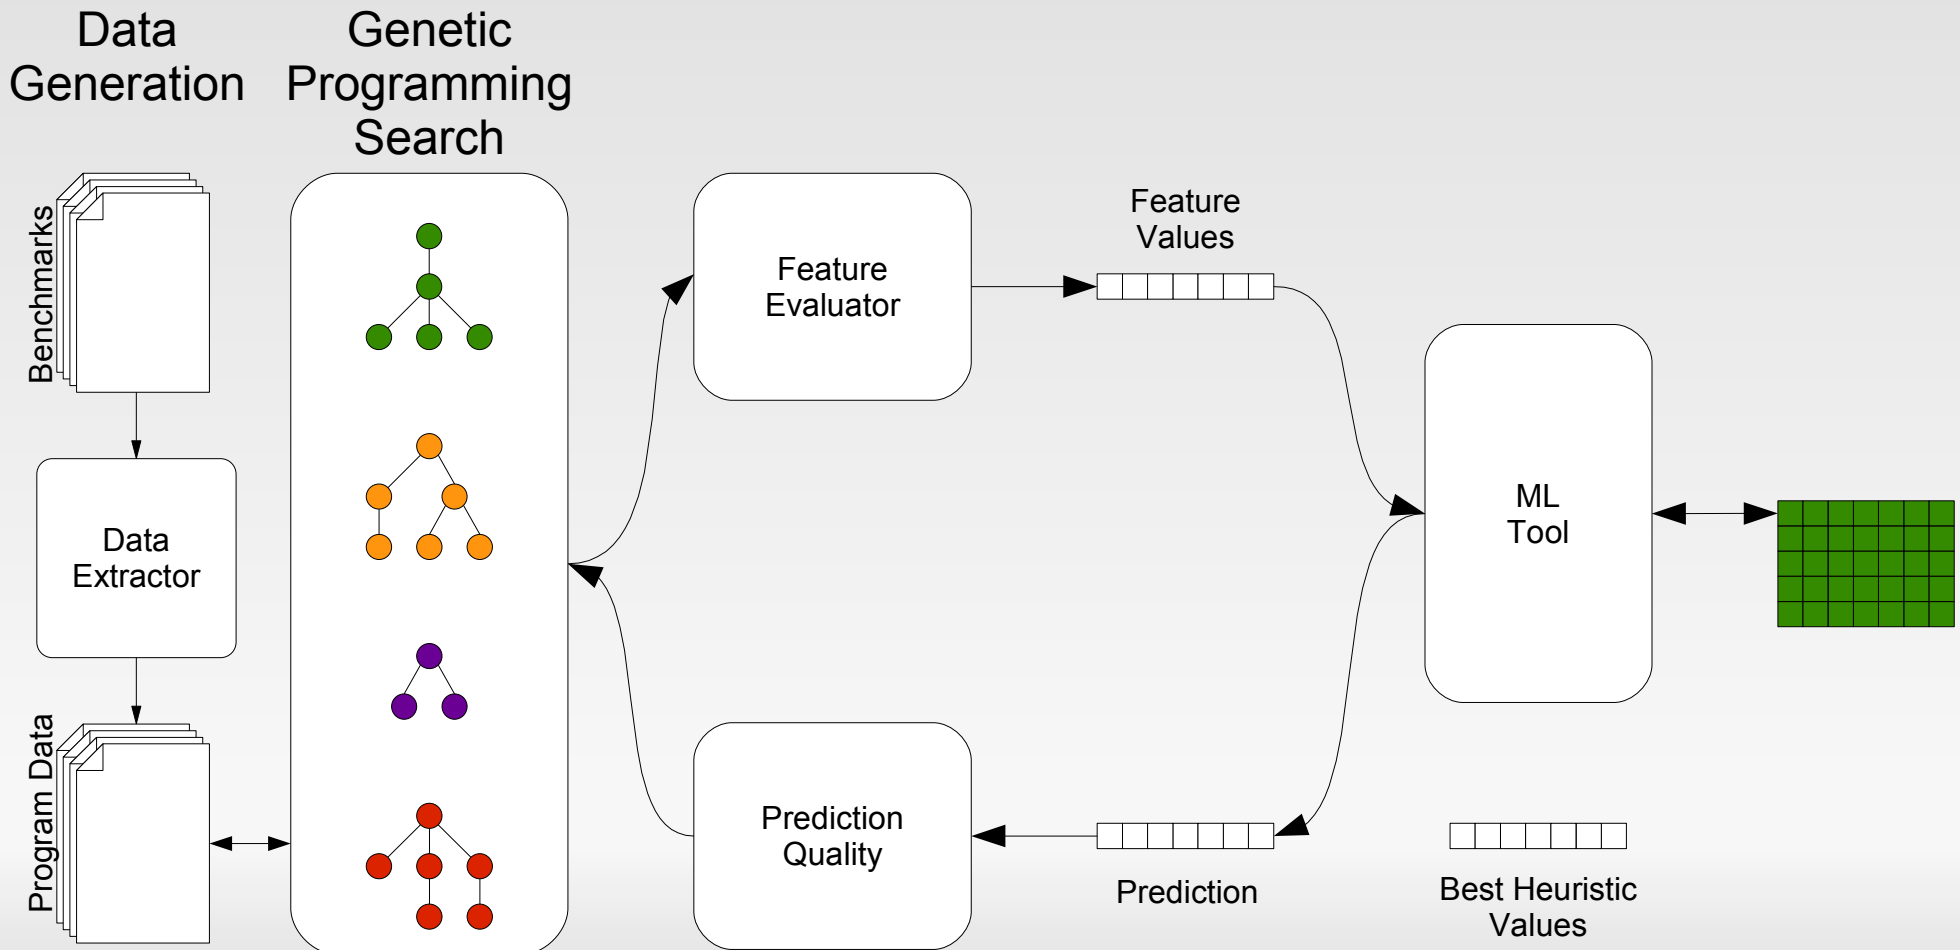 Data
Generation
Genetic
Programming
Search
Benchmarks
Data
Extractor
Program Data
Feature
Evaluator
Feature
Values
ML
Tool
Prediction
Quality
Prediction
Best Heuristic
Values